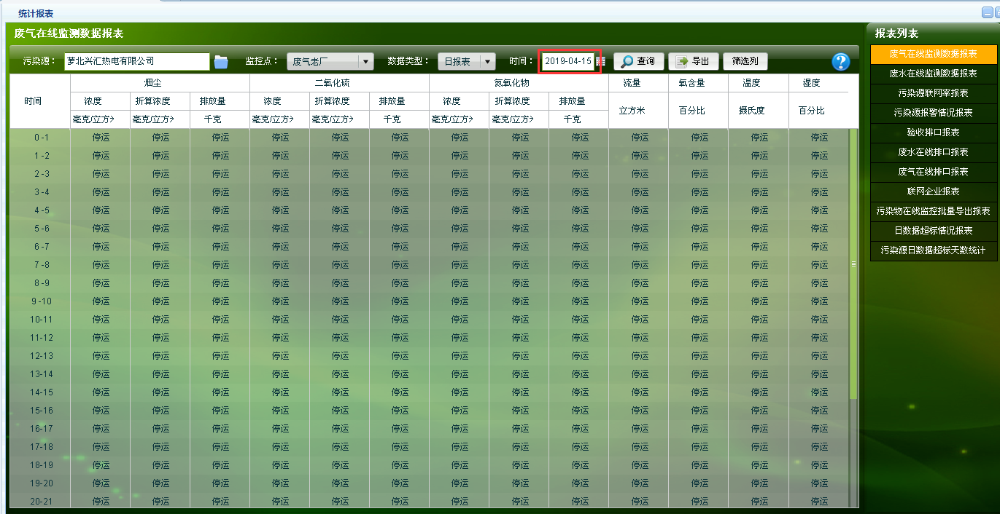 统计报表
废气在线监测数据报表
污染源： 萝北兴汇热电有限公司 监控点： 废气老厂 数据类型： 日报表 时间： 2019-04-15 查询 导出 筛选列 ?
时间 烟尘 二氧化硫 氮氧化物 流量 氧含量 温度 湿度
浓度 折算浓度 排放量 浓度 折算浓度 排放量 浓度 折算浓度 排放量
毫克/立方 毫克/立方 千克 毫克/立方 毫克/立方 千克 毫克/立方 毫克/立方 千克 立方米 百分比 摄氏度 百分比
0-1 停运 停运 停运 停运 停运 停运 停运 停运 停运 停运 停运 停运 停运
1-2 停运 停运 停运 停运 停运 停运 停运 停运 停运 停运 停运 停运 停运
2-3 停运 停运 停运 停运 停运 停运 停运 停运 停运 停运 停运 停运 停运
3-4 停运 停运 停运 停运 停运 停运 停运 停运 停运 停运 停运 停运 停运
4-5 停运 停运 停运 停运 停运 停运 停运 停运 停运 停运 停运 停运 停运
5-6 停运 停运 停运 停运 停运 停运 停运 停运 停运 停运 停运 停运 停运
6-7 停运 停运 停运 停运 停运 停运 停运 停运 停运 停运 停运 停运 停运
7-8 停运 停运 停运 停运 停运 停运 停运 停运 停运 停运 停运 停运 停运
8-9 停运 停运 停运 停运 停运 停运 停运 停运 停运 停运 停运 停运 停运
9-10 停运 停运 停运 停运 停运 停运 停运 停运 停运 停运 停运 停运 停运
10-11 停运 停运 停运 停运 停运 停运 停运 停运 停运 停运 停运 停运 停运
11-12 停运 停运 停运 停运 停运 停运 停运 停运 停运 停运 停运 停运 停运
12-13 停运 停运 停运 停运 停运 停运 停运 停运 停运 停运 停运 停运 停运
13-14 停运 停运 停运 停运 停运 停运 停运 停运 停运 停运 停运 停运 停运
14-15 停运 停运 停运 停运 停运 停运 停运 停运 停运 停运 停运 停运 停运
15-16 停运 停运 停运 停运 停运 停运 停运 停运 停运 停运 停运 停运 停运
16-17 停运 停运 停运 停运 停运 停运 停运 停运 停运 停运 停运 停运 停运
17-18 停运 停运 停运 停运 停运 停运 停运 停运 停运 停运 停运 停运 停运
18-19 停运 停运 停运 停运 停运 停运 停运 停运 停运 停运 停运 停运 停运
19-20 停运 停运 停运 停运 停运 停运 停运 停运 停运 停运 停运 停运 停运
20-21 停运 停运 停运 停运 停运 停运 停运 停运 停运 停运 停运 停运 停运
报表列表
废气在线监测数据报表
废水在线监测数据报表
污染源联网率报表
污染源报警情况报表
验收排口报表
废水在线排口报表
废气在线排口报表
联网企业报表
污染物在线监控批量导出报表
日数据超标情况报表
污染源日数据超标天数统计